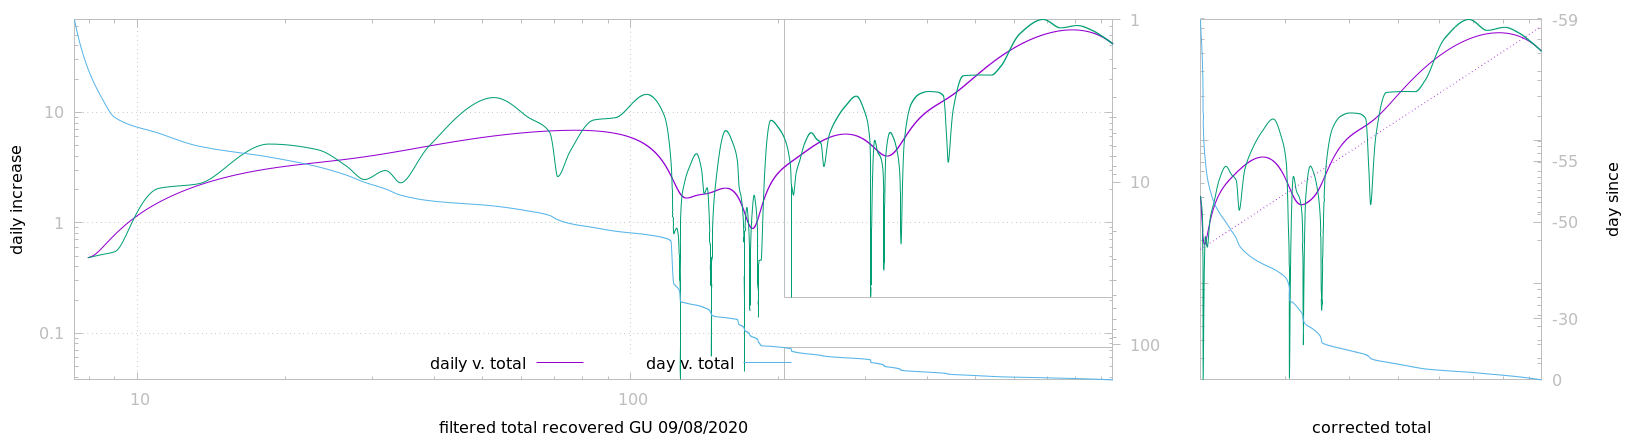 1
-59
10
daily increase
-55
10
day since
1
-50
-30
0.1
100
daily v. total
day v. total
0
10
100
filtered total recovered GU 09/08/2020
corrected total